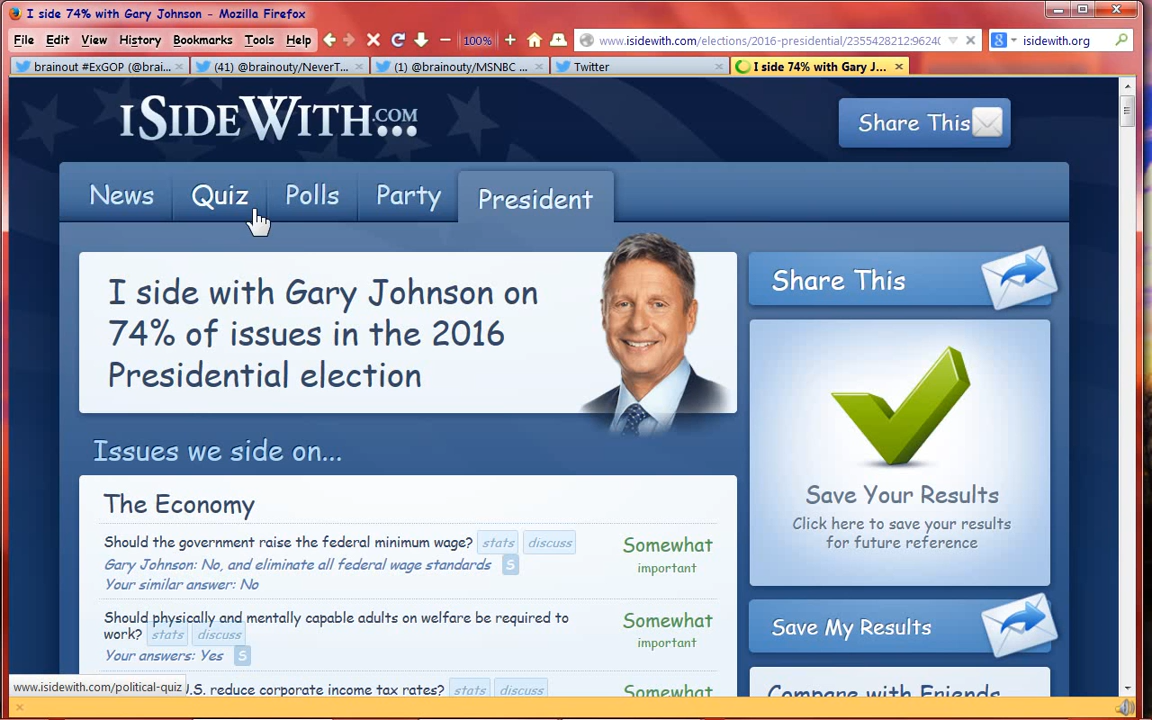 I side 74% with Gary Johnson - Mozilla Firefox
File Edit View History Bookmarks Tools Help
100%
www.isidewith.com/elections/2016-presidential/2355428212:9624
isidewith.org
brainout #ExGOP (@brai...
(41) @brainouty/NeverT...
(1) @brainouty/MSNBC ...
Twitter
I side 74% with Gary J...
ISIDEWITH.COM...
Share This
News Quiz Polls Party President
I side with Gary Johnson on
74% of issues in the 2016
Presidential election
Share This
Save Your Results
Click here to save your results
for future reference
Save My Results
Compare with Friends
Issues we side on...
The Economy
Should the government raise the federal minimum wage? stats discuss
Somewhat
important
Gary Johnson: No, and eliminate all federal wage standards S
Your similar answer: No
Should physically and mentally capable adults on welfare be required to
work? stats discuss
Somewhat
important
Your answers: Yes S
U.S. reduce corporate income tax rates? stats discuss
Somewhat
www.isidewith.com/political-quiz